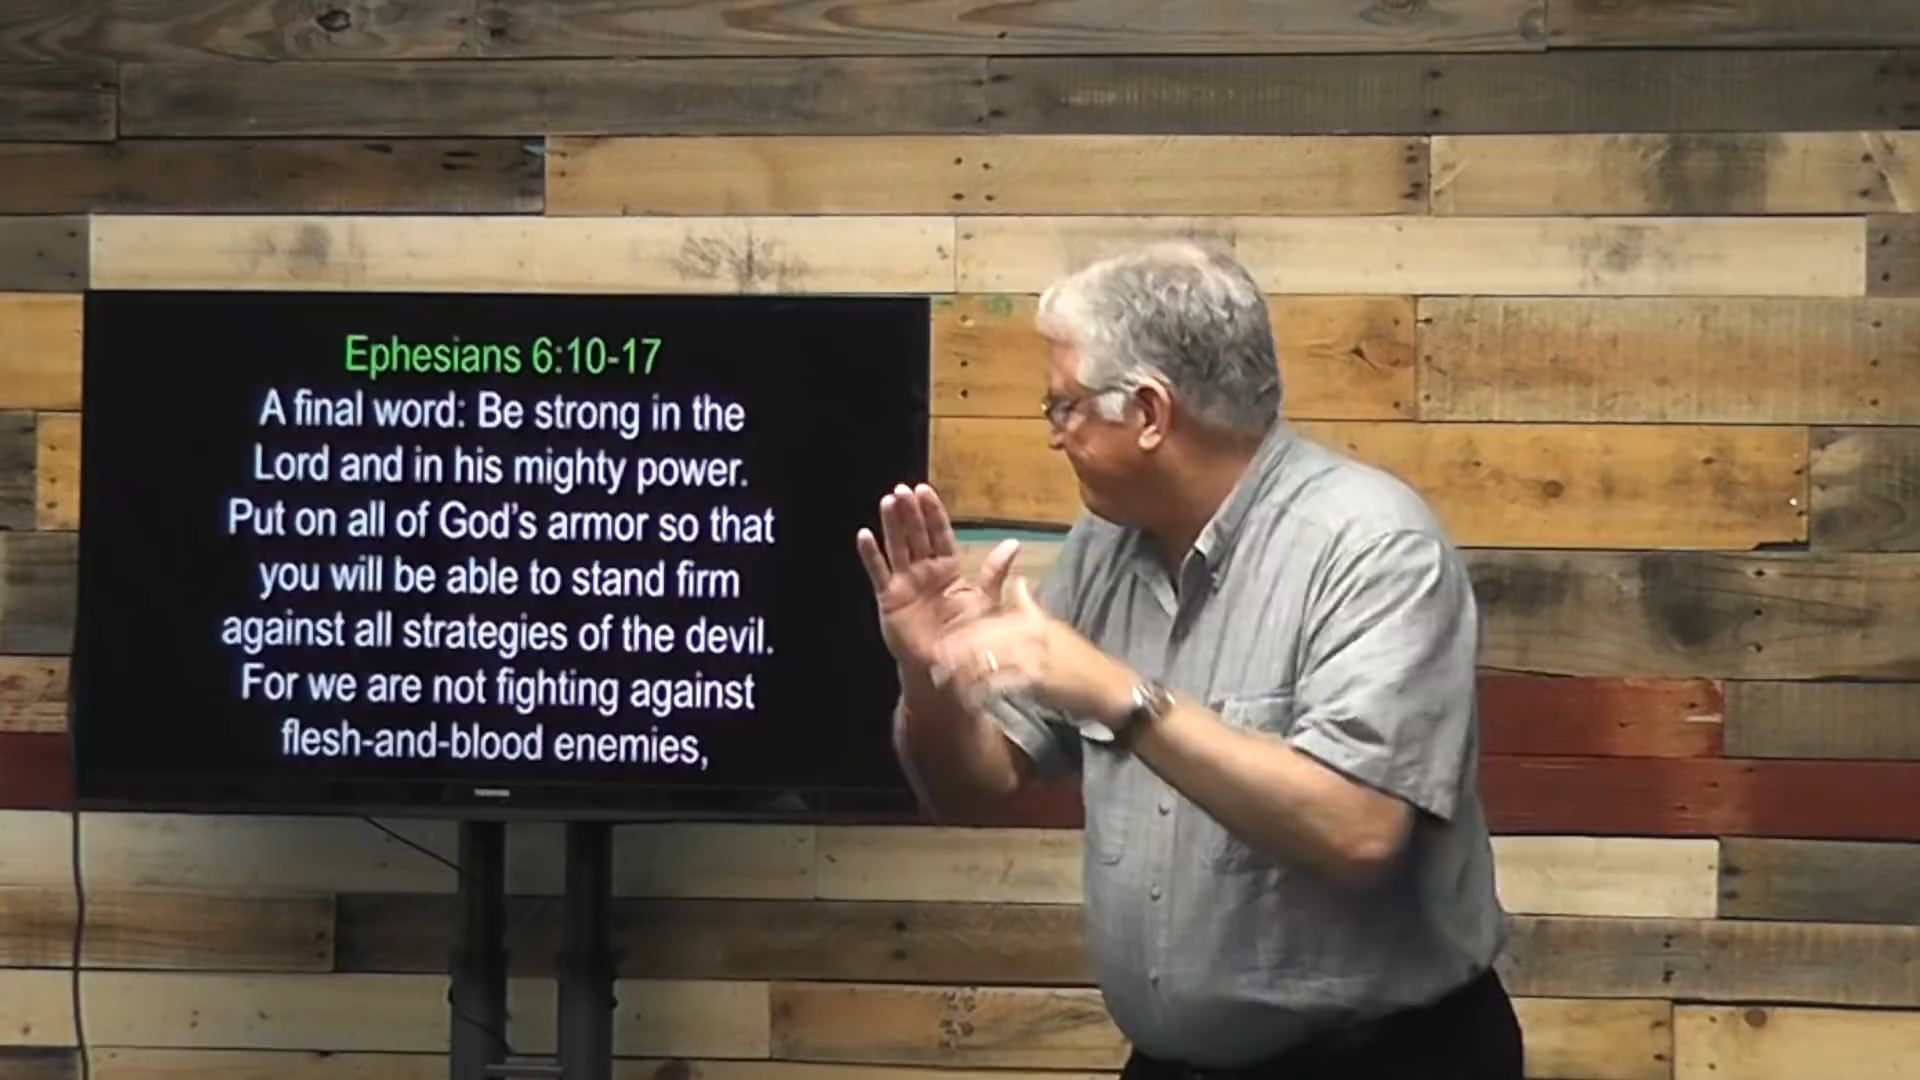 Ephesians 6:10-17
A final word: Be strong in the
Lord and in his mighty power.
Put on all of God's armor so that
you will be able to stand firm
against all strategies of the devil.
For we are not fighting against
flesh-and-blood enemies,
TOSHIBA